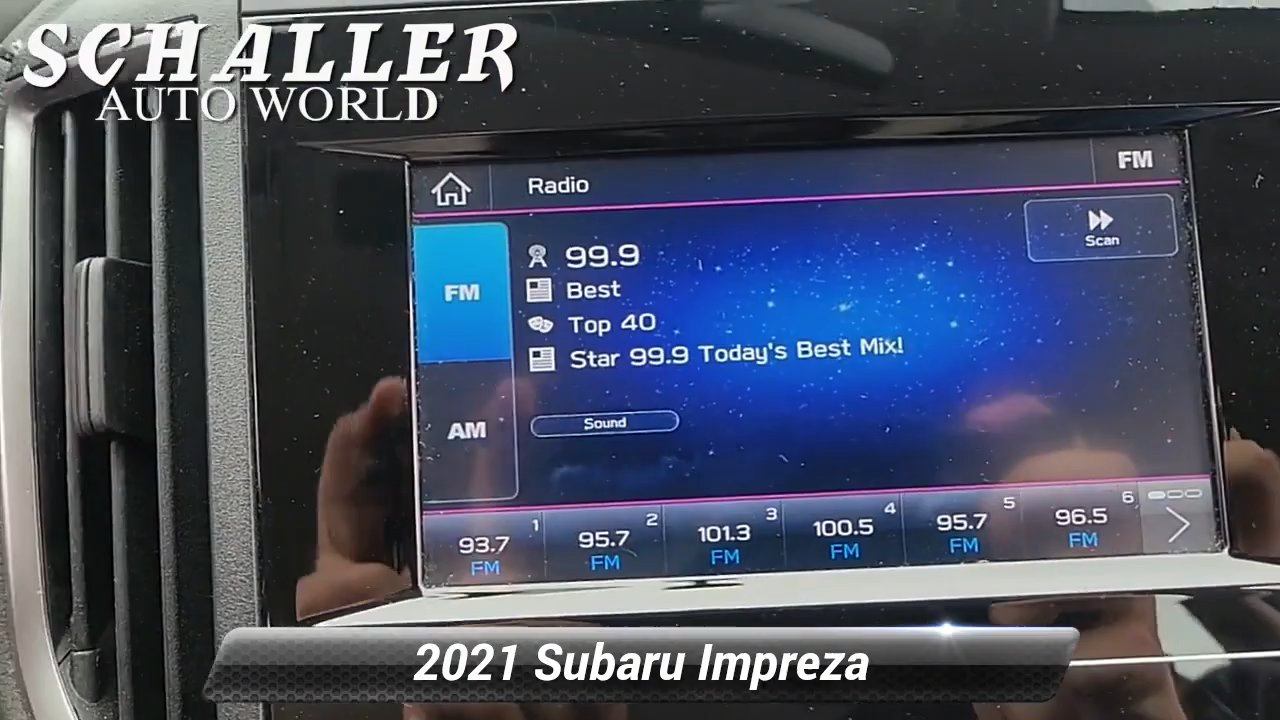 SCHALLER
AUTO WORLD
Radio
FM
FM
99.9
Scan
Best
Top 40
Star 99.9 Today's Best Mix!
AM
Sound
1 2 3 4 5 6
93.7 95.7 101.3 100.5 95.7 96.5
FM FM FM FM FM FM
2021 Subaru Impreza